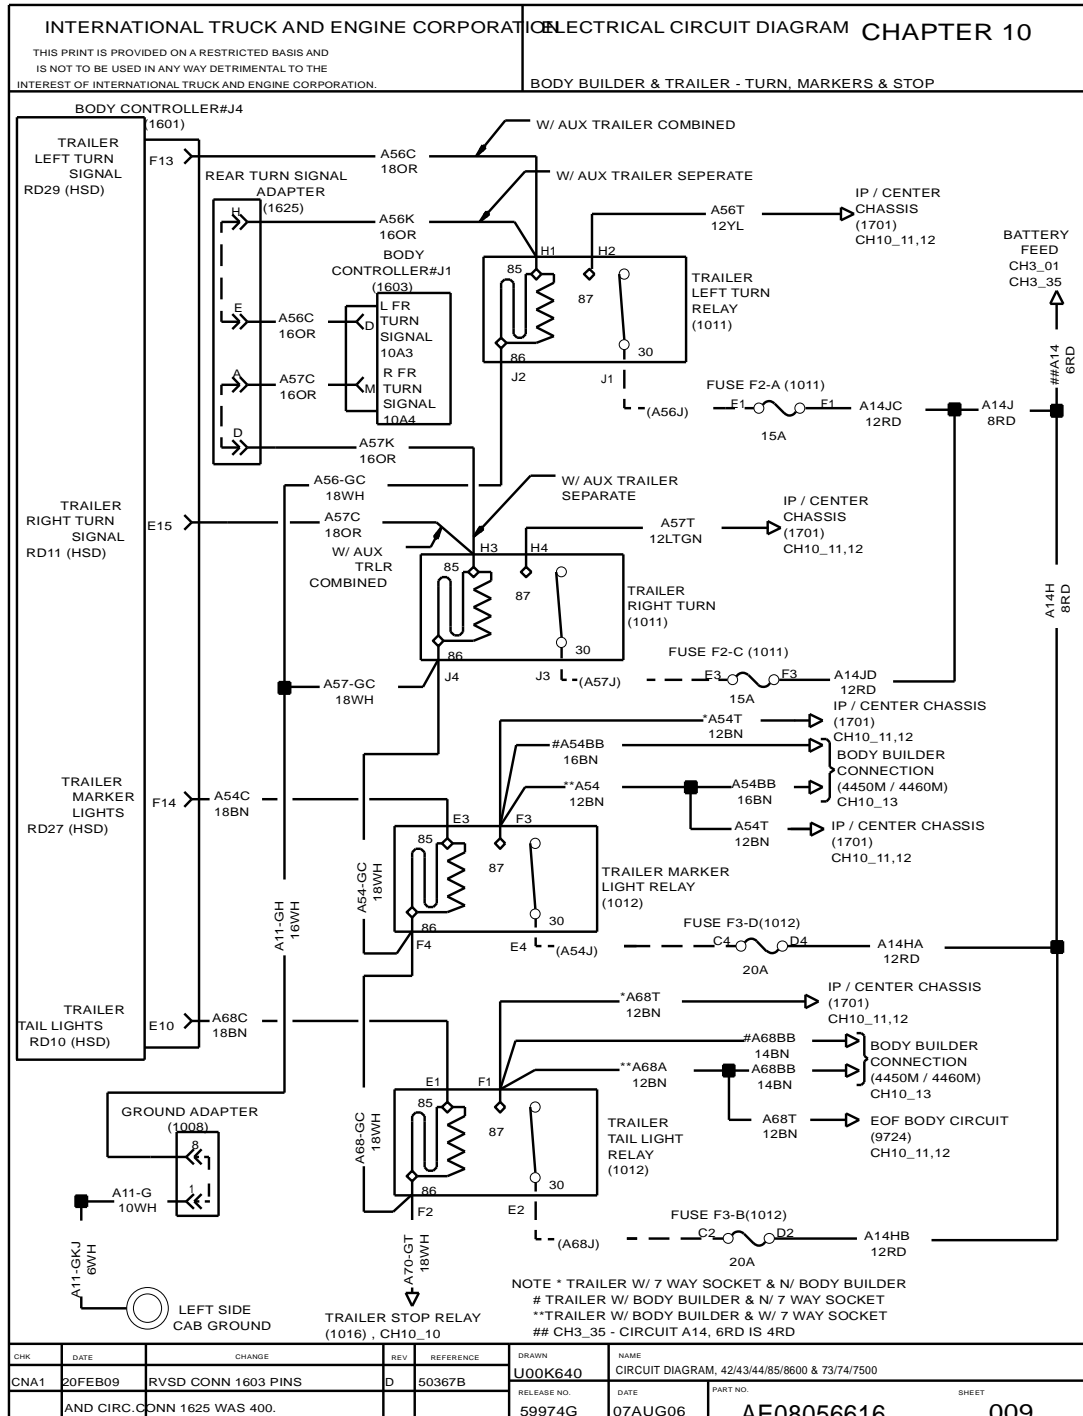 INTERNATIONAL TRUCK AND ENGINE CORPORATION
ELECTRICAL CIRCUIT DIAGRAM CHAPTER 10
THIS PRINT IS PROVIDED ON A RESTRICTED BASIS AND
IS NOT TO BE USED IN ANY WAY DETRIMENTAL TO THE
INTEREST OF INTERNATIONAL TRUCK AND ENGINE CORPORATION.
BODY BUILDER & TRAILER - TURN, MARKERS & STOP
BODY CONTROLLER#J4
(1601)
TRAILER
LEFT TURN
SIGNAL
RD29 (HSD)
F13
A56C
18OR
W/ AUX TRAILER COMBINED
REAR TURN SIGNAL
ADAPTER
(1625)
W/ AUX TRAILER SEPERATE
H
A56K
16OR
A56T
12YL
IP / CENTER
CHASSIS
(1701)
CH10_11,12
BATTERY
FEED
CH3_01
CH3_35
BODY
CONTROLLER#J1
(1603)
H1
H2
85
87
TRAILER
LEFT TURN
RELAY
(1011)
E
A56C
16OR
D
L FR
TURN
SIGNAL
10A3
86
30
J2
J1
##A14
6RD
A
A57C
16OR
M
R FR
TURN
SIGNAL
10A4
(A56J)
FUSE F2-A (1011)
E1
F1
15A
A14JC
12RD
A14J
8RD
D
A57K
16OR
A56-GC
18WH
W/ AUX TRAILER
SEPARATE
TRAILER
RIGHT TURN
SIGNAL
RD11 (HSD)
E15
A57C
18OR
W/ AUX
TRLR
COMBINED
H3
H4
A57T
12LTGN
IP / CENTER
CHASSIS
(1701)
CH10_11,12
85
87
TRAILER
RIGHT TURN
(1011)
A14H
8RD
86
30
J4
J3
(A57J)
FUSE F2-C (1011)
E3
F3
15A
A14JD
12RD
A57-GC
18WH
*A54T
12BN
IP / CENTER CHASSIS
(1701)
CH10_11,12
#A54BB
16BN
BODY BUILDER
CONNECTION
(4450M / 4460M)
CH10_13
**A54
12BN
A54BB
16BN
TRAILER
MARKER
LIGHTS
RD27 (HSD)
F14
A54C
18BN
A54T
12BN
IP / CENTER CHASSIS
(1701)
CH10_11,12
E3
F3
85
87
TRAILER MARKER
LIGHT RELAY
(1012)
A54-GC
18WH
A11-GH
16WH
86
30
F4
E4
(A54J)
FUSE F3-D(1012)
C4
D4
20A
A14HA
12RD
*A68T
12BN
IP / CENTER CHASSIS
(1701)
CH10_11,12
TRAILER
TAIL LIGHTS
RD10 (HSD)
E10
A68C
18BN
#A68BB
14BN
BODY BUILDER
CONNECTION
(4450M / 4460M)
CH10_13
**A68A
12BN
A68BB
14BN
A68T
12BN
EOF BODY CIRCUIT
(9724)
CH10_11,12
E1
F1
85
87
TRAILER
TAIL LIGHT
RELAY
(1012)
A68-GC
18WH
GROUND ADAPTER
(1008)
8
1
A11-G
10WH
86
30
F2
E2
(A68J)
FUSE F3-B(1012)
C2
D2
20A
A14HB
12RD
A11-GKJ
6WH
A70-GT
18WH
LEFT SIDE
CAB GROUND
TRAILER STOP RELAY
(1016) , CH10_10
NOTE * TRAILER W/ 7 WAY SOCKET & N/ BODY BUILDER
# TRAILER W/ BODY BUILDER & N/ 7 WAY SOCKET
**TRAILER W/ BODY BUILDER & W/ 7 WAY SOCKET
## CH3_35 - CIRCUIT A14, 6RD IS 4RD
CHK DATE CHANGE REV REFERENCE
CNA1 20FEB09 RVSD CONN 1603 PINS D 50367B
AND CIRC.CONN 1625 WAS 400.
DRAWN
U00K640
NAME
CIRCUIT DIAGRAM, 42/43/44/85/8600 & 73/74/7500
RELEASE NO.
59974G
DATE
07AUG06
PART NO.
AE08056616
SHEET
009